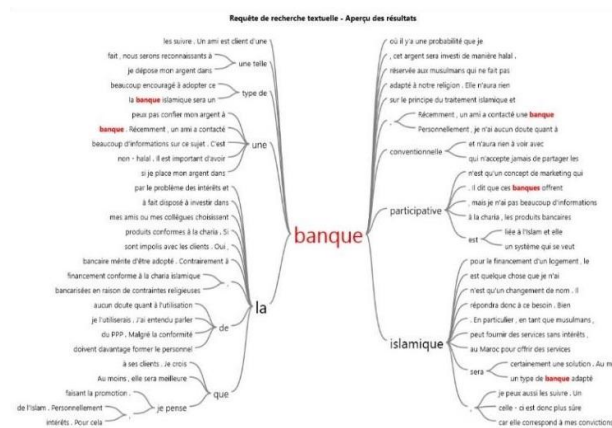 Requête de recherche textuelle - Aperçu des résultats
les suivre . Un ami est client d'une
fait , nous serons reconnaissants à
je dépose mon argent dans
une telle
beaucoup encouragé à adopter ce
la banque islamique sera un
type de
peux pas confier mon argent à
banque . Récemment , un ami a contacté
beaucoup d'informations sur ce sujet . C'est
non - halal . Il est important d'avoir
si je place mon argent dans
une
par le problème des intérêts et
à fait disposé à investir dans
mes amis ou mes collègues choisissent
produits conformes à la charia . Si
sont impolis avec les clients . Oui ,
bancaire mérite d'être adopté . Contrairement à
financement conforme à la charia islamique
bancarisées en raison de contraintes religieuses
,
aucun doute quant à l'utilisation
je l'utiliserais . J'ai entendu parler
du PPP . Malgré la conformité
doivent davantage former le personnel
de
la
à ses clients . Je crois
Au moins , elle sera meilleure
faisant la promotion .
de l'Islam . Personnellement
intérêts . Pour cela
,
je pense
que
banque
où il y'a une probabilité que je
, cet argent sera investi de manière halal .
réservée aux musulmans qui ne fait pas
adapté à notre religion . Elle n'aura rien
sur le principe du traitement islamique et
,
Récemment , un ami a contacté une banque
Personnellement , je n'ai aucun doute quant à
conventionnelle
et n'aura rien à voir avec
qui n'accepte jamais de partager les
participative
n'est qu'un concept de marketing qui
. Il dit que ces banques offrent
, mais je n'ai pas beaucoup d'informations
à la charia , les produits bancaires
est
liée à l'Islam et elle
un système qui se veut
islamique
pour le financement d'un logement , le
est quelque chose que je n'ai
n'est qu'un changement de nom . Il
répondra donc à ce besoin . Bien
. En particulier , en tant que musulmans ,
peut fournir des services sans intérêts ,
au Maroc pour offrir des services
sera
certainement une solution . Au m
un type de banque adapté
,
je peux aussi les suivre . Un
celle - ci est donc plus sûre
car elle correspond à mes convictions